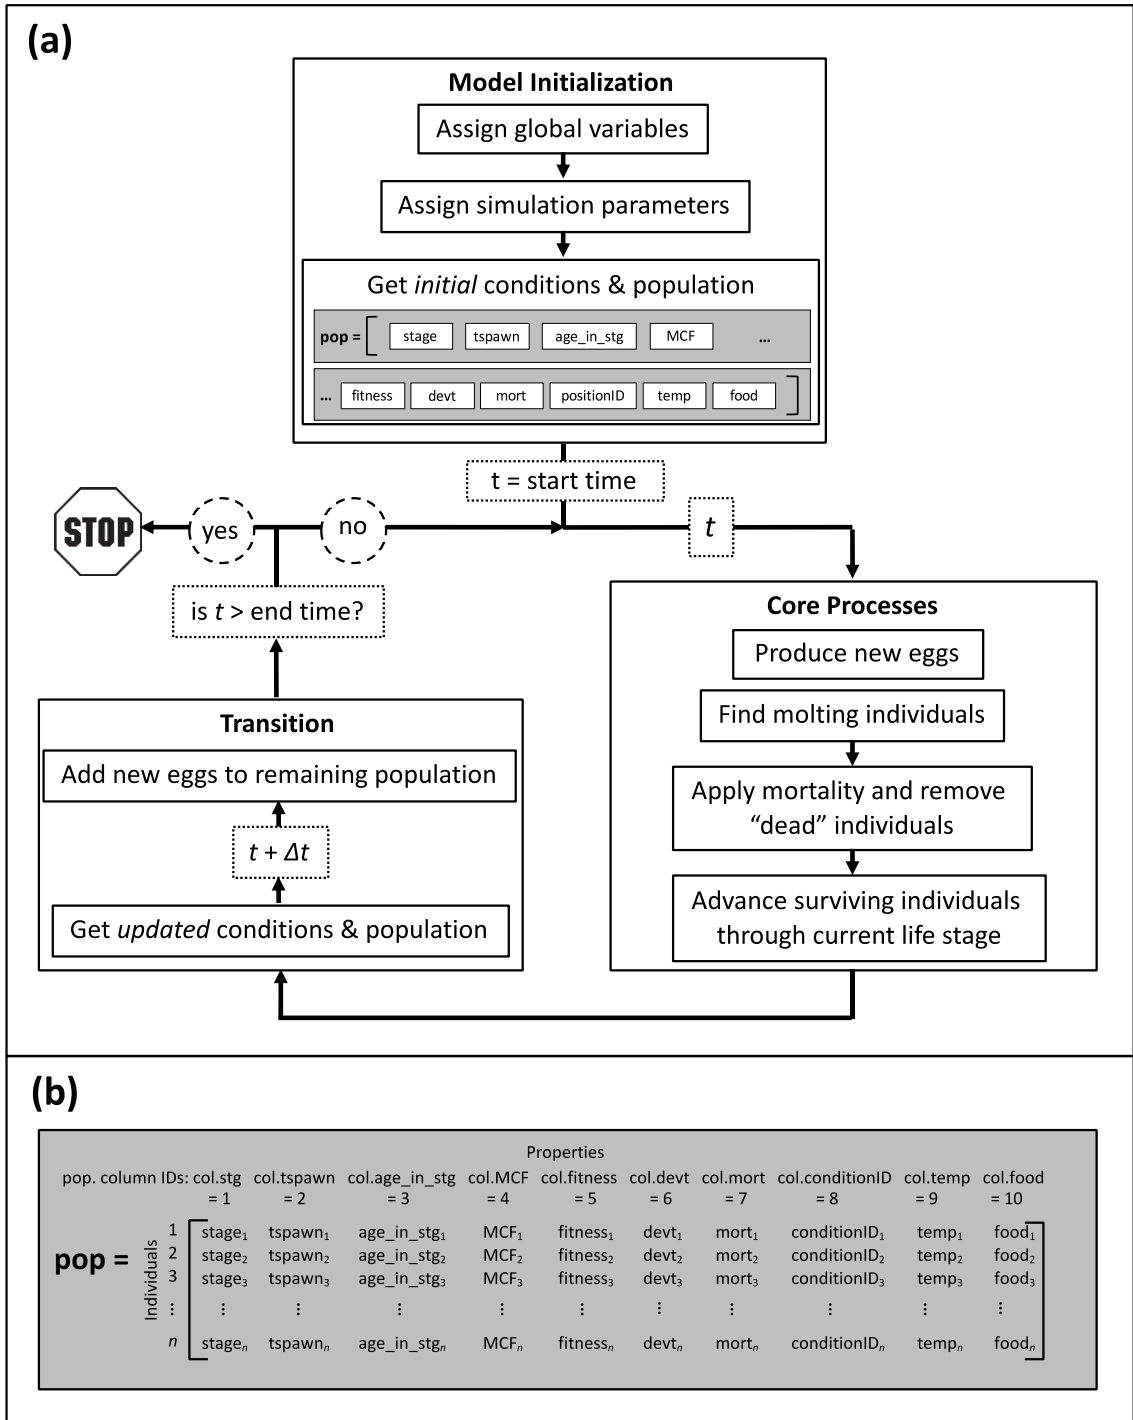 (a)
Model Initialization
Assign global variables
Assign simulation parameters
Get initial conditions & population
pop = stage tspawn age_in_stg MCF ...
... fitness devt mort positionID temp food
t = start time
STOP yes no t
is t > end time?
Core Processes
Produce new eggs
Find molting individuals
Apply mortality and remove
“dead” individuals
Advance surviving individuals
through current life stage
Transition
Add new eggs to remaining population
t + Δt
Get updated conditions & population
(b)
Properties
pop. column IDs: col.stg col.tspawn col.age_in_stg col.MCF col.fitness col.devt col.mort col.conditionID col.temp col.food
= 1 = 2 = 3 = 4 = 5 = 6 = 7 = 8 = 9 = 10
pop =
Individuals
1 stage₁ tspawn₁ age_in_stg₁ MCF₁ fitness₁ devt₁ mort₁ conditionID₁ temp₁ food₁
2 stage₂ tspawn₂ age_in_stg₂ MCF₂ fitness₂ devt₂ mort₂ conditionID₂ temp₂ food₂
3 stage₃ tspawn₃ age_in_stg₃ MCF₃ fitness₃ devt₃ mort₃ conditionID₃ temp₃ food₃
⋮ ⋮ ⋮ ⋮ ⋮ ⋮ ⋮ ⋮ ⋮ ⋮ ⋮
n stageₙ tspawnₙ age_in_stgₙ MCFₙ fitnessₙ devtₙ mortₙ conditionIDₙ tempₙ foodₙ